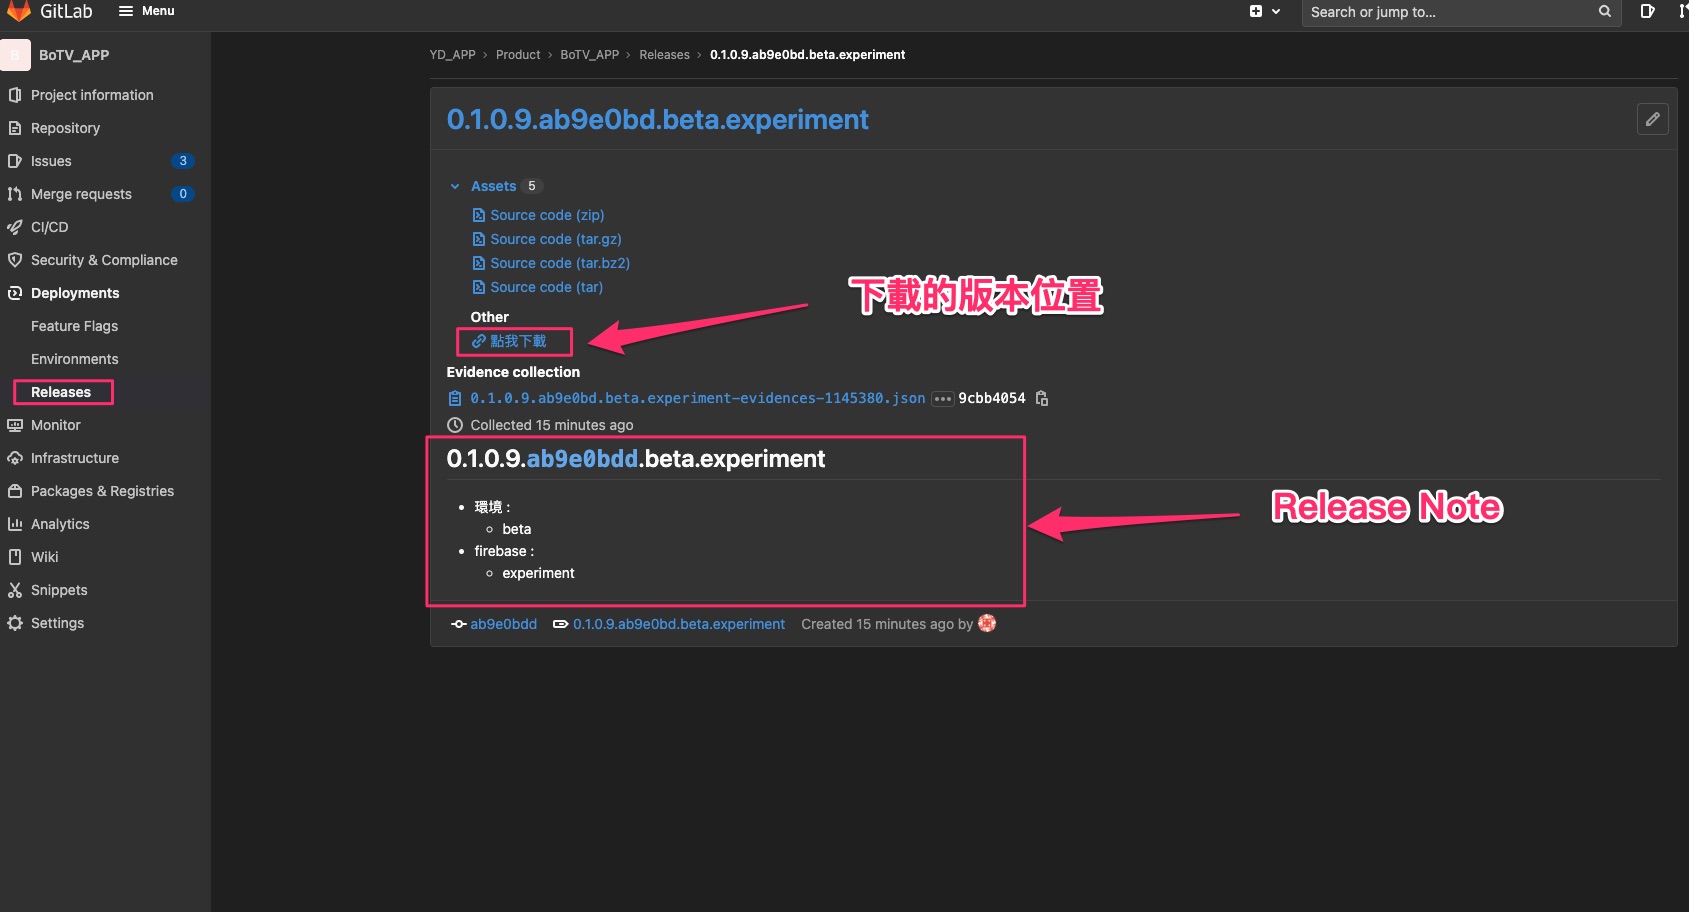 GitLab
Menu
Search or jump to...
B
BoTV_APP
Project information
Repository
Issues 3
Merge requests 0
CI/CD
Security & Compliance
Deployments
Feature Flags
Environments
Releases
Monitor
Infrastructure
Packages & Registries
Analytics
Wiki
Snippets
Settings
YD_APP › Product › BoTV_APP › Releases › 0.1.0.9.ab9e0bd.beta.experiment
0.1.0.9.ab9e0bd.beta.experiment
Assets 5
Source code (zip)
Source code (tar.gz)
Source code (tar.bz2)
Source code (tar)
Other
點我下載
下載的版本位置
Evidence collection
0.1.0.9.ab9e0bd.beta.experiment-evidences-1145380.json ••• 9cbb4054
Collected 15 minutes ago
0.1.0.9.ab9e0bdd.beta.experiment
環境 :
beta
firebase :
experiment
Release Note
ab9e0bdd 0.1.0.9.ab9e0bd.beta.experiment Created 15 minutes ago by